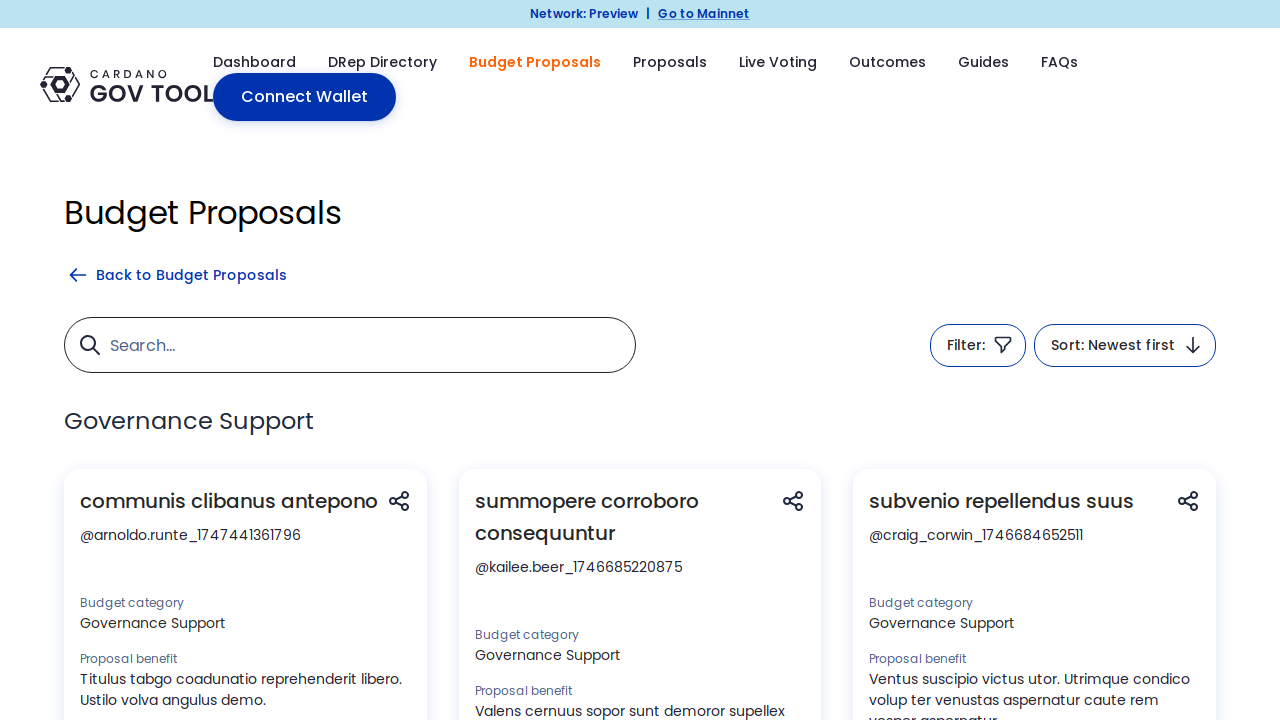 Network: Preview | Go to Mainnet
CARDANO
GOV TOOL
Dashboard
DRep Directory
Budget Proposals
Proposals
Live Voting
Outcomes
Guides
FAQs
Connect Wallet
Budget Proposals
Back to Budget Proposals
Search...
Filter:
Sort: Newest first
Governance Support
communis clibanus antepono
@arnoldo.runte_1747441361796
Budget category
Governance Support
Proposal benefit
Titulus tabgo coadunatio reprehenderit libero.
Ustilo volva angulus demo.
summopere corroboro
consequuntur
@kailee.beer_1746685220875
Budget category
Governance Support
Proposal benefit
Valens cernuus sopor sunt demoror supellex
subvenio repellendus suus
@craig_corwin_1746684652511
Budget category
Governance Support
Proposal benefit
Ventus suscipio victus utor. Utrimque condico
volup ter venustas aspernatur caute rem